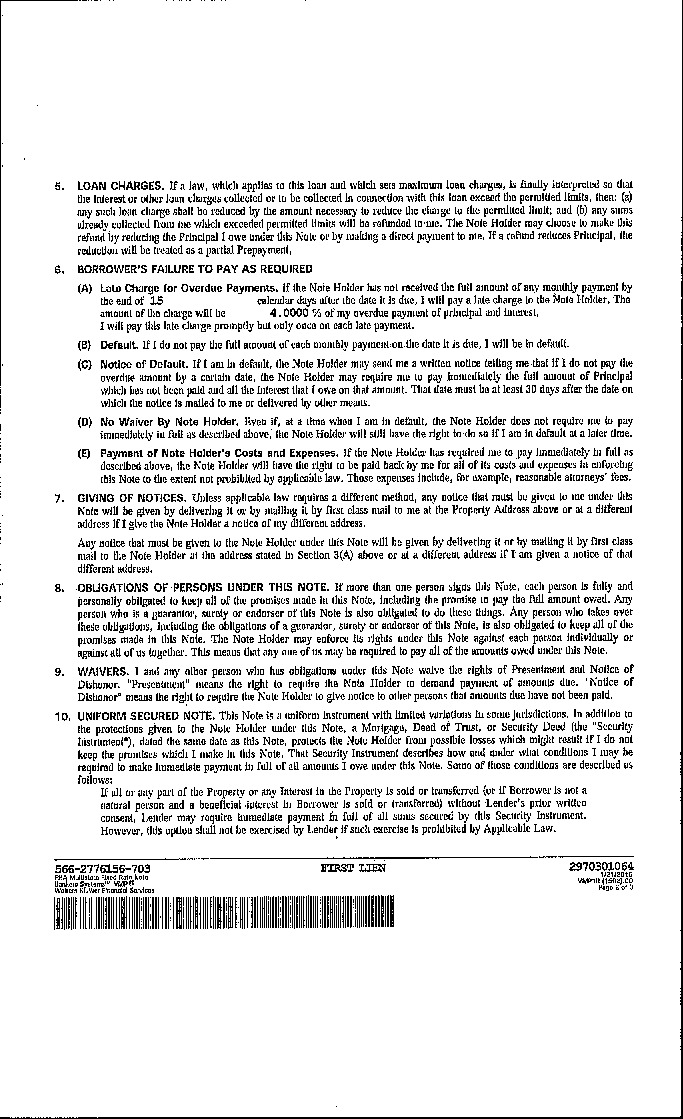 5. LOAN CHARGES. If a law, which applies to this loan and which sets maximum loan charges, is finally interpreted so that
the interest or other loan charges collected or to be collected in connection with this loan exceed the permitted limits, then: (a)
any such loan charge shall be reduced by the amount necessary to reduce the charge to the permitted limit; and (b) any sums
already collected from me which exceeded permitted limits will be refunded to me. The Note Holder may choose to make this
refund by reducing the Principal I owe under this Note or by making a direct payment to me. If a refund reduces Principal, the
reduction will be treated as a partial Prepayment.
6. BORROWER'S FAILURE TO PAY AS REQUIRED
(A) Late Charge for Overdue Payments. If the Note Holder has not received the full amount of any monthly payment by
the end of 15 calendar days after the date it is due, I will pay a late charge to the Note Holder. The
amount of the charge will be 4.0000 % of my overdue payment of principal and interest.
I will pay this late charge promptly but only once on each late payment.
(B) Default. If I do not pay the full amount of each monthly payment on the date it is due, I will be in default.
(C) Notice of Default. If I am in default, the Note Holder may send me a written notice telling me that if I do not pay the
overdue amount by a certain date, the Note Holder may require me to pay immediately the full amount of Principal
which has not been paid and all the interest that I owe on that amount. That date must be at least 30 days after the date on
which the notice is mailed to me or delivered by other means.
(D) No Waiver By Note Holder. Even if, at a time when I am in default, the Note Holder does not require me to pay
immediately in full as described above, the Note Holder will still have the right to do so if I am in default at a later time.
(E) Payment of Note Holder's Costs and Expenses. If the Note Holder has required me to pay immediately in full as
described above, the Note Holder will have the right to be paid back by me for all of its costs and expenses in enforcing
this Note to the extent not prohibited by applicable law. Those expenses include, for example, reasonable attorneys' fees.
7. GIVING OF NOTICES. Unless applicable law requires a different method, any notice that must be given to me under this
Note will be given by delivering it or by mailing it by first class mail to me at the Property Address above or at a different
address if I give the Note Holder a notice of my different address.
Any notice that must be given to the Note Holder under this Note will be given by delivering it or by mailing it by first class
mail to the Note Holder at the address stated in Section 3(A) above or at a different address if I am given a notice of that
different address.
8. OBLIGATIONS OF PERSONS UNDER THIS NOTE. If more than one person signs this Note, each person is fully and
personally obligated to keep all of the promises made in this Note, including the promise to pay the full amount owed. Any
person who is a guarantor, surety or endorser of this Note is also obligated to do these things. Any person who takes over
these obligations, including the obligations of a guarantor, surety or endorser of this Note, is also obligated to keep all of the
promises made in this Note. The Note Holder may enforce its rights under this Note against each person individually or
against all of us together. This means that any one of us may be required to pay all of the amounts owed under this Note.
9. WAIVERS. I and any other person who has obligations under this Note waive the rights of Presentment and Notice of
Dishonor. "Presentment" means the right to require the Note Holder to demand payment of amounts due. "Notice of
Dishonor" means the right to require the Note Holder to give notice to other persons that amounts due have not been paid.
10. UNIFORM SECURED NOTE. This Note is a uniform instrument with limited variations in some jurisdictions. In addition to
the protections given to the Note Holder under this Note, a Mortgage, Deed of Trust, or Security Deed (the "Security
Instrument"), dated the same date as this Note, protects the Note Holder from possible losses which might result if I do not
keep the promises which I make in this Note. That Security Instrument describes how and under what conditions I may be
required to make immediate payment in full of all amounts I owe under this Note. Some of those conditions are described as
follows:
If all or any part of the Property or any Interest in the Property is sold or transferred (or if Borrower is not a
natural person and a beneficial interest in Borrower is sold or transferred) without Lender's prior written
consent, Lender may require immediate payment in full of all sums secured by this Security Instrument.
However, this option shall not be exercised by Lender if such exercise is prohibited by Applicable Law.
566-2776156-703 FIRST LIEN 2970301064
FHA Multistate Fixed Rate Note 1/21/2016
Bankers Systems™ VMP®
Wolters Kluwer Financial Services Page 2 of 3